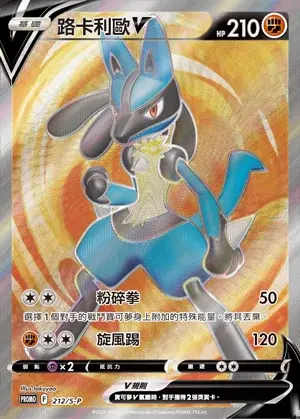 基礎 路卡利歐V HP 210
粉碎拳 50
選擇1個對手的戰鬥寶可夢身上附加的特殊能量,將其丟棄。
旋風踢 120
弱點 ×2 抵抗力 撤退
V規則
寶可夢V氣絕時,對手獲得2張獎賞卡。
Illus. takuyoa
PROMO F 212/S-P